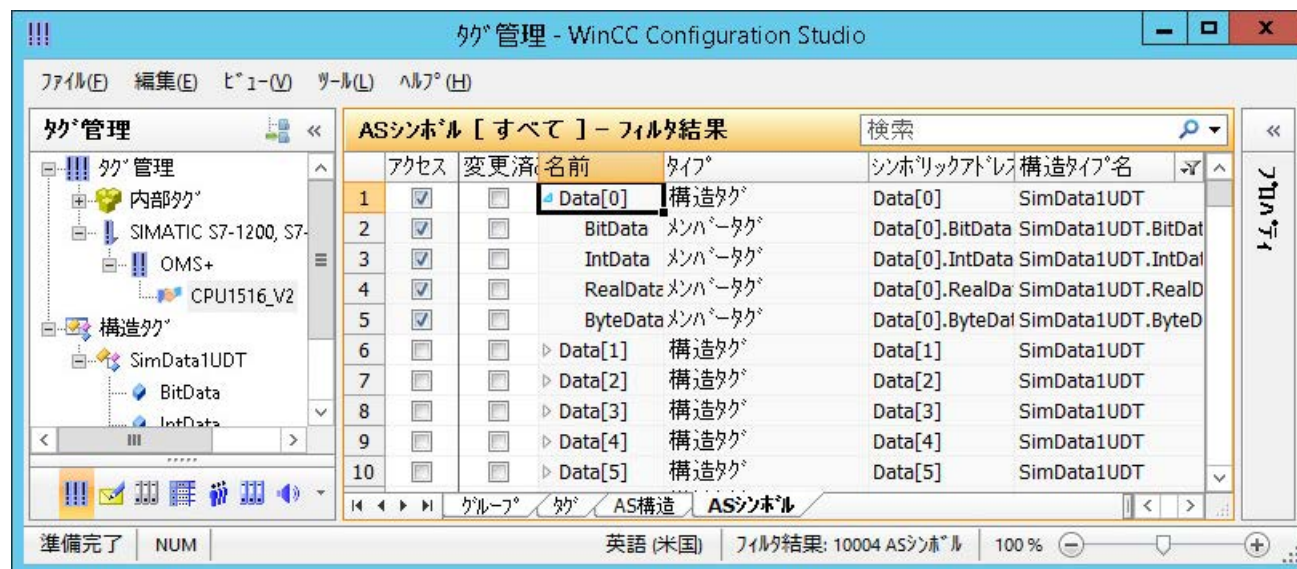 ﾀｸﾞ管理 - WinCC Configuration Studio
ﾌｧｲﾙ(F) 編集(E) ﾋﾞｭｰ(V) ﾂｰﾙ(L) ﾍﾙﾌﾟ(H)
ﾀｸﾞ管理
ﾀｸﾞ管理
内部ﾀｸﾞ
SIMATIC S7-1200, S7-
OMS+
CPU1516_V2
構造ﾀｸﾞ
SimData1UDT
BitData
IntData
ASｼﾝﾎﾞﾙ [ すべて ] - ﾌｨﾙﾀ結果 検索
ｱｸｾｽ 変更済 名前 ﾀｲﾌﾟ ｼﾝﾎﾞﾘｯｸｱﾄﾞﾚｽ 構造ﾀｲﾌﾟ名
1 Data[0] 構造ﾀｸﾞ Data[0] SimData1UDT
2 BitData ﾒﾝﾊﾞｰﾀｸﾞ Data[0].BitData SimData1UDT.BitDat
3 IntData ﾒﾝﾊﾞｰﾀｸﾞ Data[0].IntData SimData1UDT.IntDat
4 RealData ﾒﾝﾊﾞｰﾀｸﾞ Data[0].RealDa SimData1UDT.RealD
5 ByteData ﾒﾝﾊﾞｰﾀｸﾞ Data[0].ByteDat SimData1UDT.ByteD
6 Data[1] 構造ﾀｸﾞ Data[1] SimData1UDT
7 Data[2] 構造ﾀｸﾞ Data[2] SimData1UDT
8 Data[3] 構造ﾀｸﾞ Data[3] SimData1UDT
9 Data[4] 構造ﾀｸﾞ Data[4] SimData1UDT
10 Data[5] 構造ﾀｸﾞ Data[5] SimData1UDT
ｸﾞﾙｰﾌﾟ ﾀｸﾞ AS構造 ASｼﾝﾎﾞﾙ
ﾌﾟﾛﾊﾟﾃｨ
準備完了 NUM 英語 (米国) ﾌｨﾙﾀ結果: 10004 ASｼﾝﾎﾞﾙ 100 %